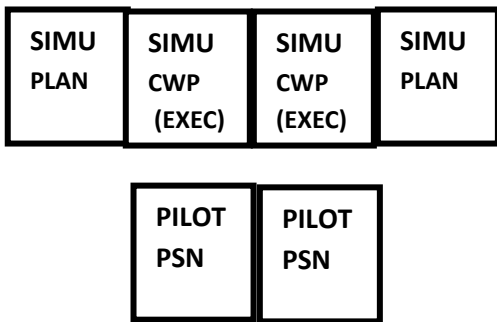 SIMU
PLAN
SIMU
CWP
(EXEC)
SIMU
CWP
(EXEC)
SIMU
PLAN
PILOT
PSN
PILOT
PSN